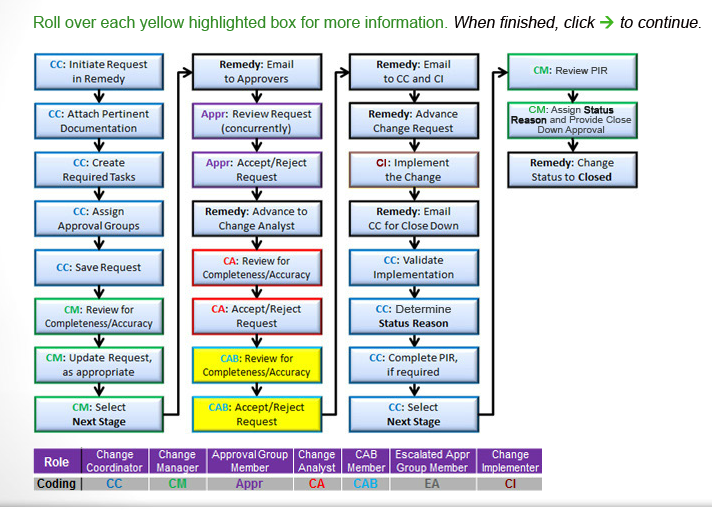 Roll over each yellow highlighted box for more information. When finished, click → to continue.
CC: Initiate Request
in Remedy
CC: Attach Pertinent
Documentation
CC: Create
Required Tasks
CC: Assign
Approval Groups
CC: Save Request
CM: Review for
Completeness/Accuracy
CM: Update Request,
as appropriate
CM: Select
Next Stage
Remedy: Email
to Approvers
Appr: Review Request
(concurrently)
Appr: Accept/Reject
Request
Remedy: Advance to
Change Analyst
CA: Review for
Completeness/Accuracy
CA: Accept/Reject
Request
CAB: Review for
Completeness/Accuracy
CAB: Accept/Reject
Request
Remedy: Email
to CC and CI
Remedy: Advance
Change Request
CI: Implement
the Change
Remedy: Email
CC for Close Down
CC: Validate
Implementation
CC: Determine
Status Reason
CC: Complete PIR,
if required
CC: Select
Next Stage
CM: Review PIR
CM: Assign Status
Reason and Provide Close
Down Approval
Remedy: Change
Status to Closed
Role
Change
Coordinator
Change
Manager
Approval Group
Member
Change
Analyst
CAB
Member
Escalated Appr
Group Member
Change
Implementer
Coding CC CM Appr CA CAB EA CI